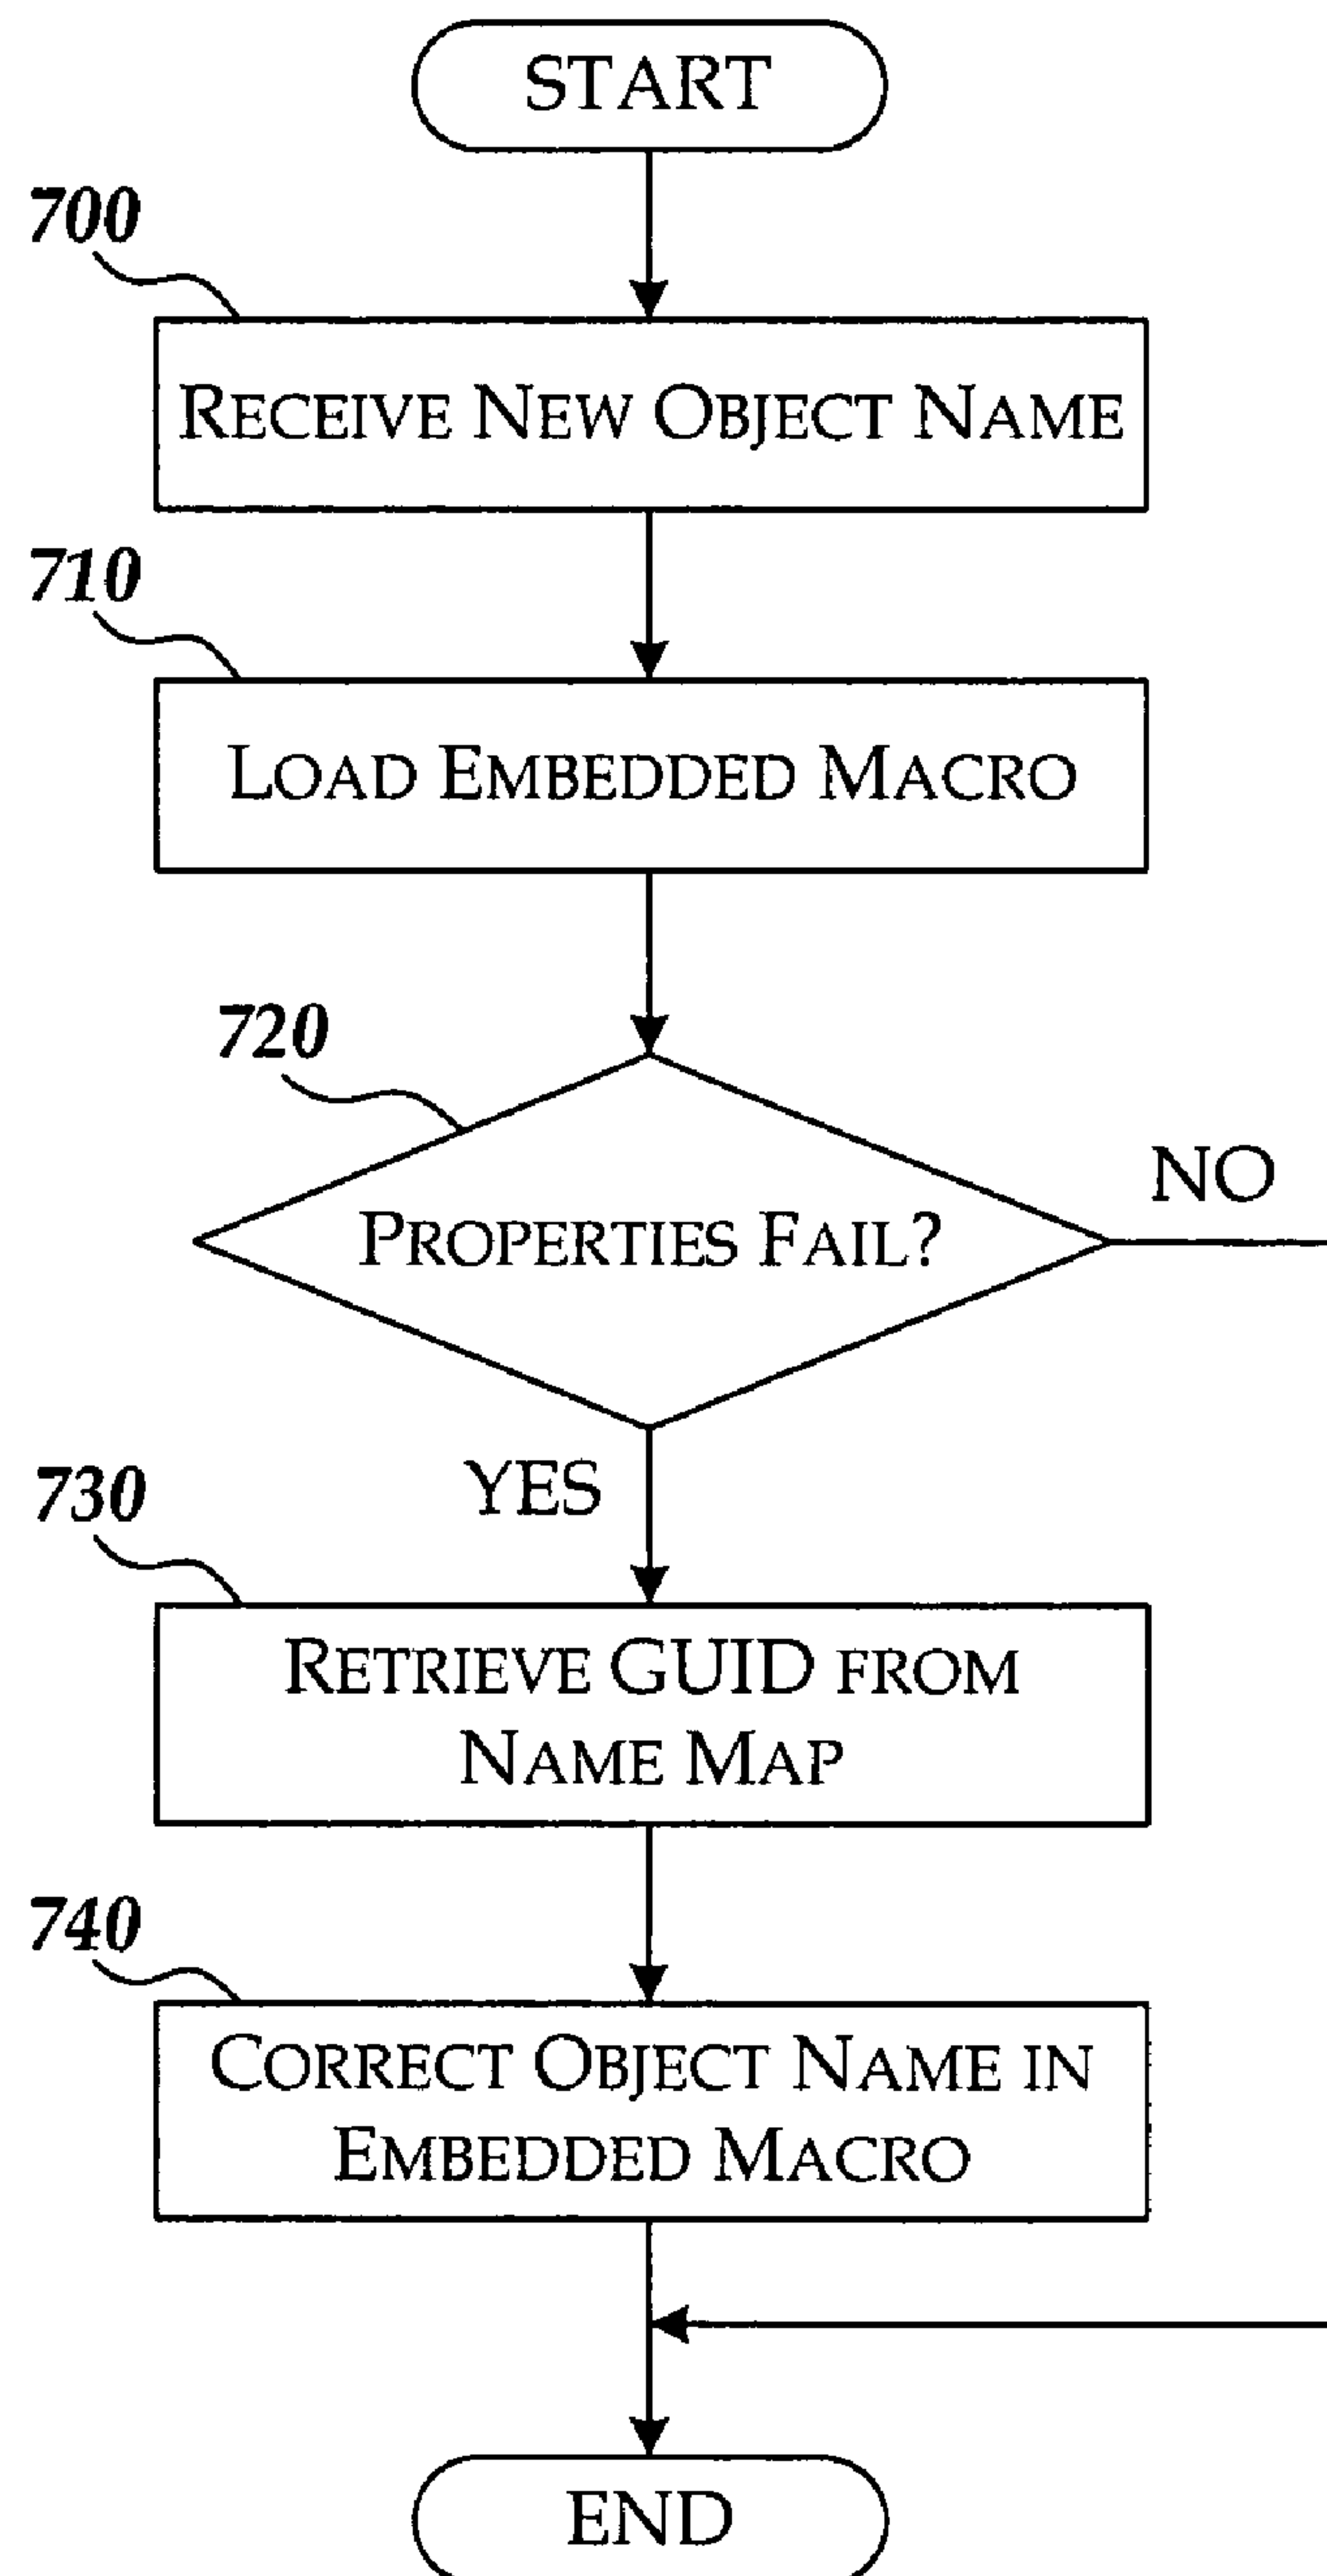 START
700
RECEIVE NEW OBJECT NAME
710
LOAD EMBEDDED MACRO
720
PROPERTIES FAIL?
NO
YES
730
RETRIEVE GUID FROM
NAME MAP
740
CORRECT OBJECT NAME IN
EMBEDDED MACRO
END